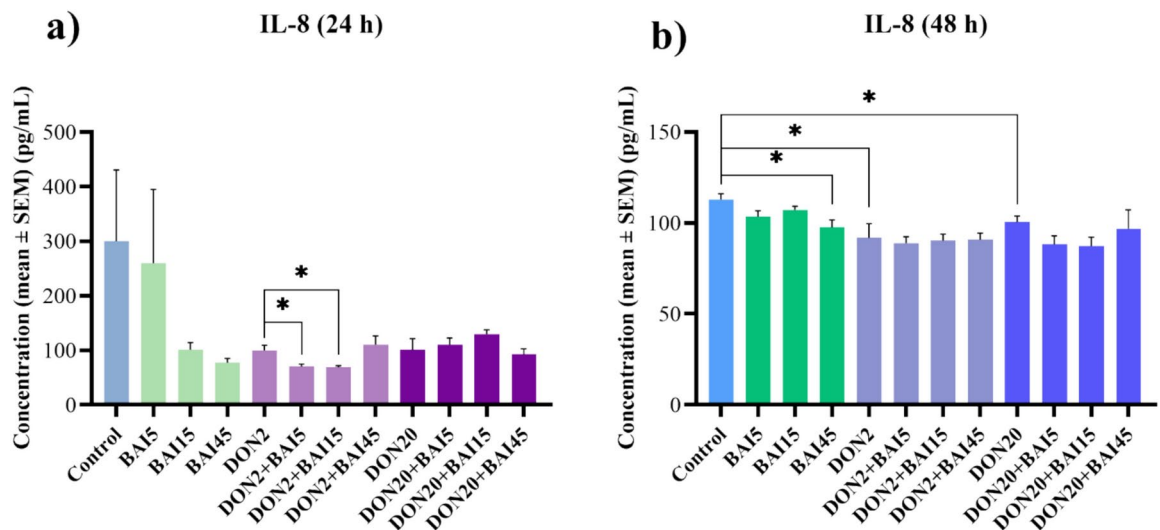 a)
IL-8 (24 h)
Concentration (mean ± SEM) (pg/mL)
500
400
300
200
100
0
*
*
Control
BAI5
BAI15
BAI45
DON2
DON2+BAI5
DON2+BAI15
DON2+BAI45
DON20
DON20+BAI5
DON20+BAI15
DON20+BAI45
b)
IL-8 (48 h)
Concentration (mean ± SEM) (pg/mL)
150
100
50
0
*
*
*
Control
BAI5
BAI15
BAI45
DON2
DON2+BAI5
DON2+BAI15
DON2+BAI45
DON20
DON20+BAI5
DON20+BAI15
DON20+BAI45